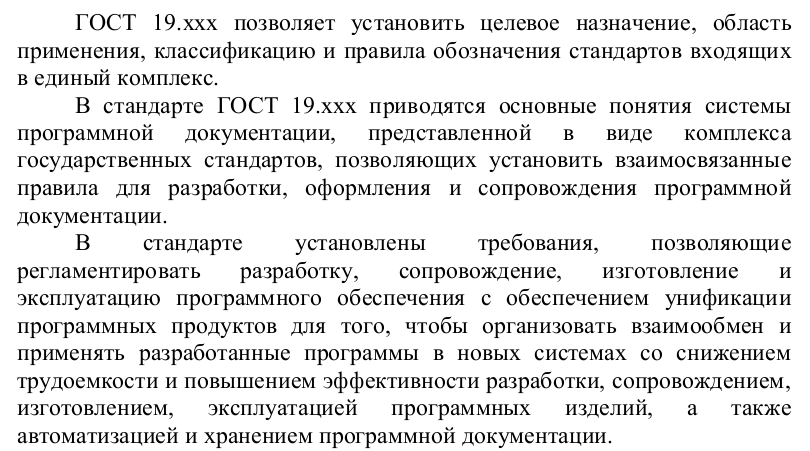 ГОСТ 19.xxx позволяет установить целевое назначение, область
применения, классификацию и правила обозначения стандартов входящих
в единый комплекс.
В стандарте ГОСТ 19.xxx приводятся основные понятия системы
программной документации, представленной в виде комплекса
государственных стандартов, позволяющих установить взаимосвязанные
правила для разработки, оформления и сопровождения программной
документации.
В стандарте установлены требования, позволяющие
регламентировать разработку, сопровождение, изготовление и
эксплуатацию программного обеспечения с обеспечением унификации
программных продуктов для того, чтобы организовать взаимообмен и
применять разработанные программы в новых системах со снижением
трудоемкости и повышением эффективности разработки, сопровождением,
изготовлением, эксплуатацией программных изделий, а также
автоматизацией и хранением программной документации.